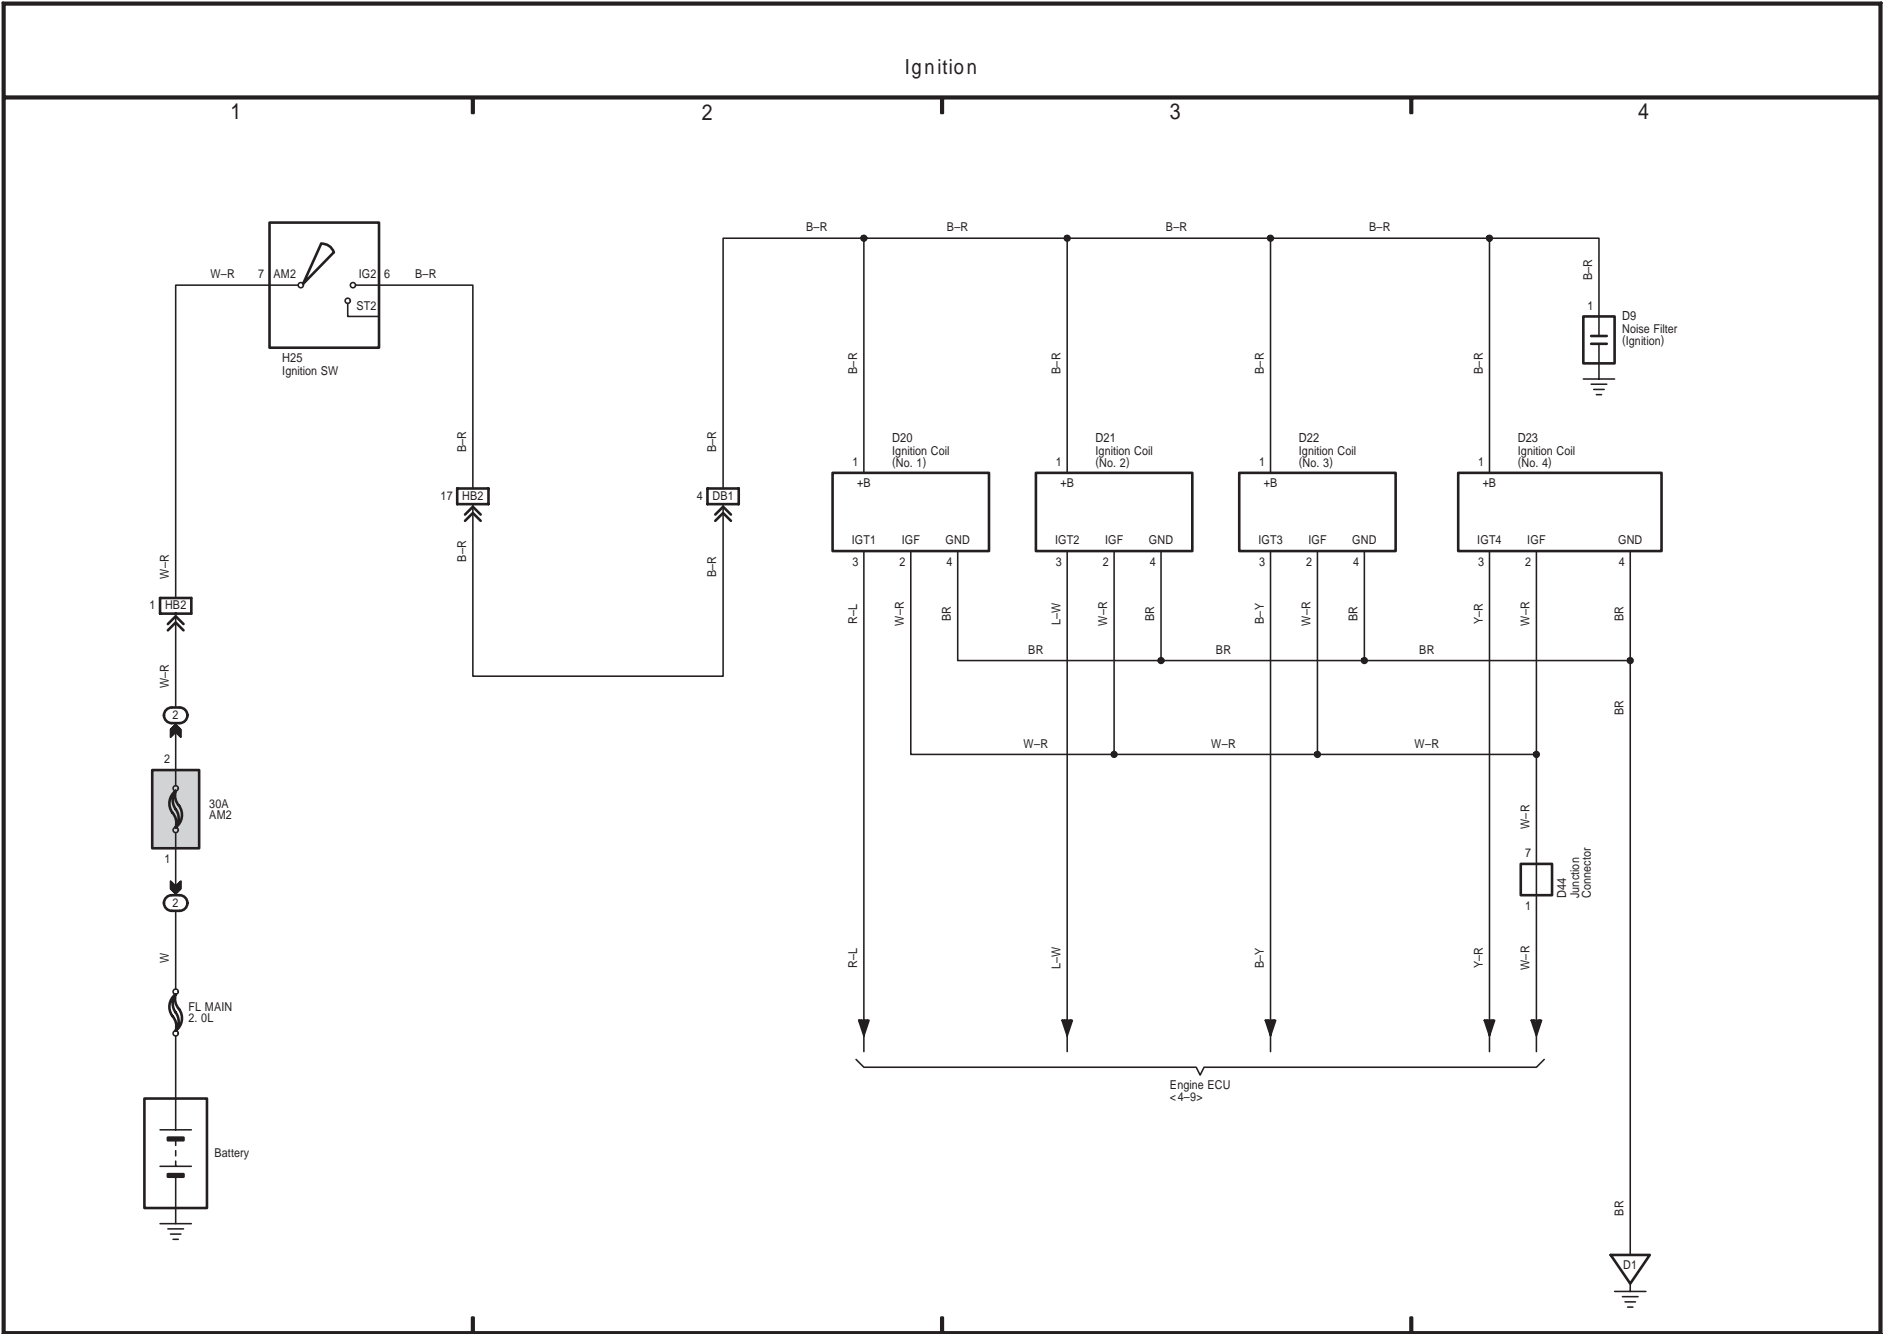 Ignition
1
2
3
4
W–R
7
AM2
IG2
6
B–R
ST2
H25
Ignition SW
B–R
17
HB2
B–R
B–R
4
DB1
B–R
W–R
1
HB2
W–R
2
2
30A
AM2
1
2
W
FL MAIN
2. 0L
Battery
B–R
B–R
B–R
B–R
B–R
1
D9
Noise Filter
(Ignition)
B–R
B–R
B–R
B–R
D20
Ignition Coil
(No. 1)
1
+B
IGT1
IGF
GND
3
2
4
R–L
W–R
BR
D21
Ignition Coil
(No. 2)
1
+B
IGT2
IGF
GND
3
2
4
L–W
W–R
BR
D22
Ignition Coil
(No. 3)
1
+B
IGT3
IGF
GND
3
2
4
B–Y
W–R
BR
D23
Ignition Coil
(No. 4)
1
+B
IGT4
IGF
GND
3
2
4
Y–R
W–R
BR
BR
BR
BR
BR
W–R
W–R
W–R
W–R
7
D44
Junction
Connector
1
R–L
L–W
B–Y
Y–R
W–R
Engine ECU
<4–9>
BR
D1